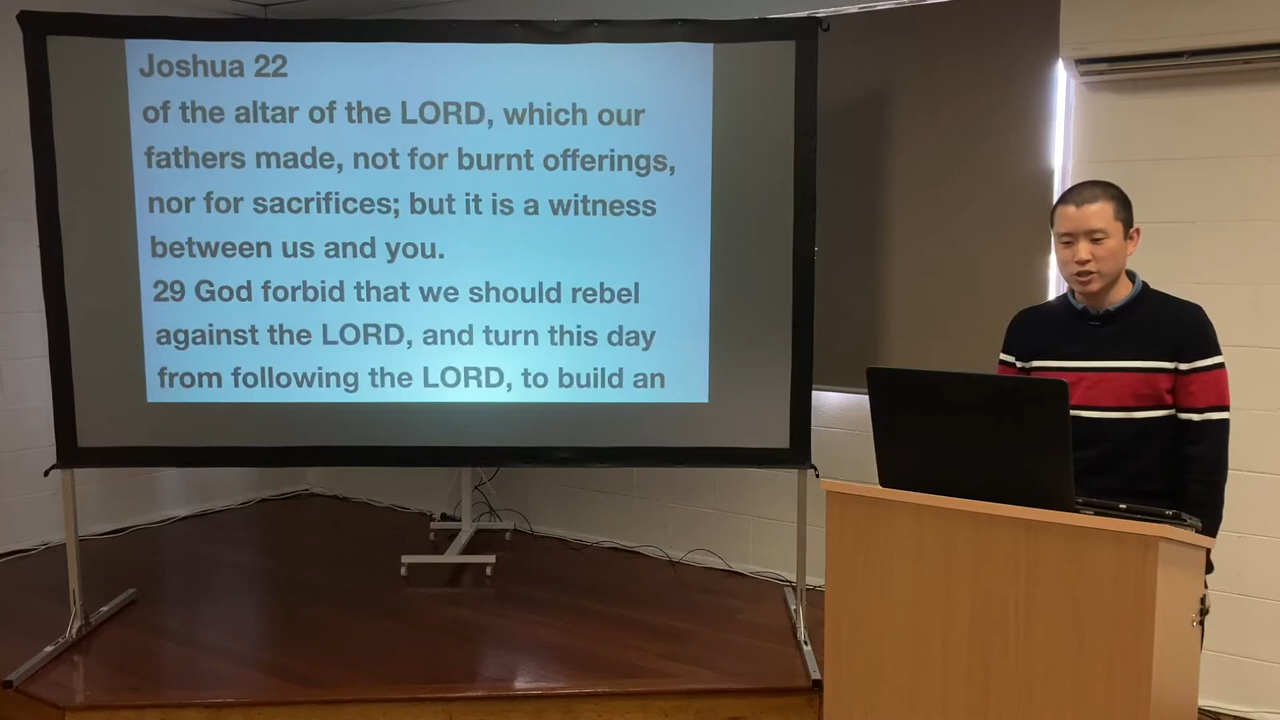 Joshua 22
of the altar of the LORD, which our
fathers made, not for burnt offerings,
nor for sacrifices; but it is a witness
between us and you.
29 God forbid that we should rebel
against the LORD, and turn this day
from following the LORD, to build an